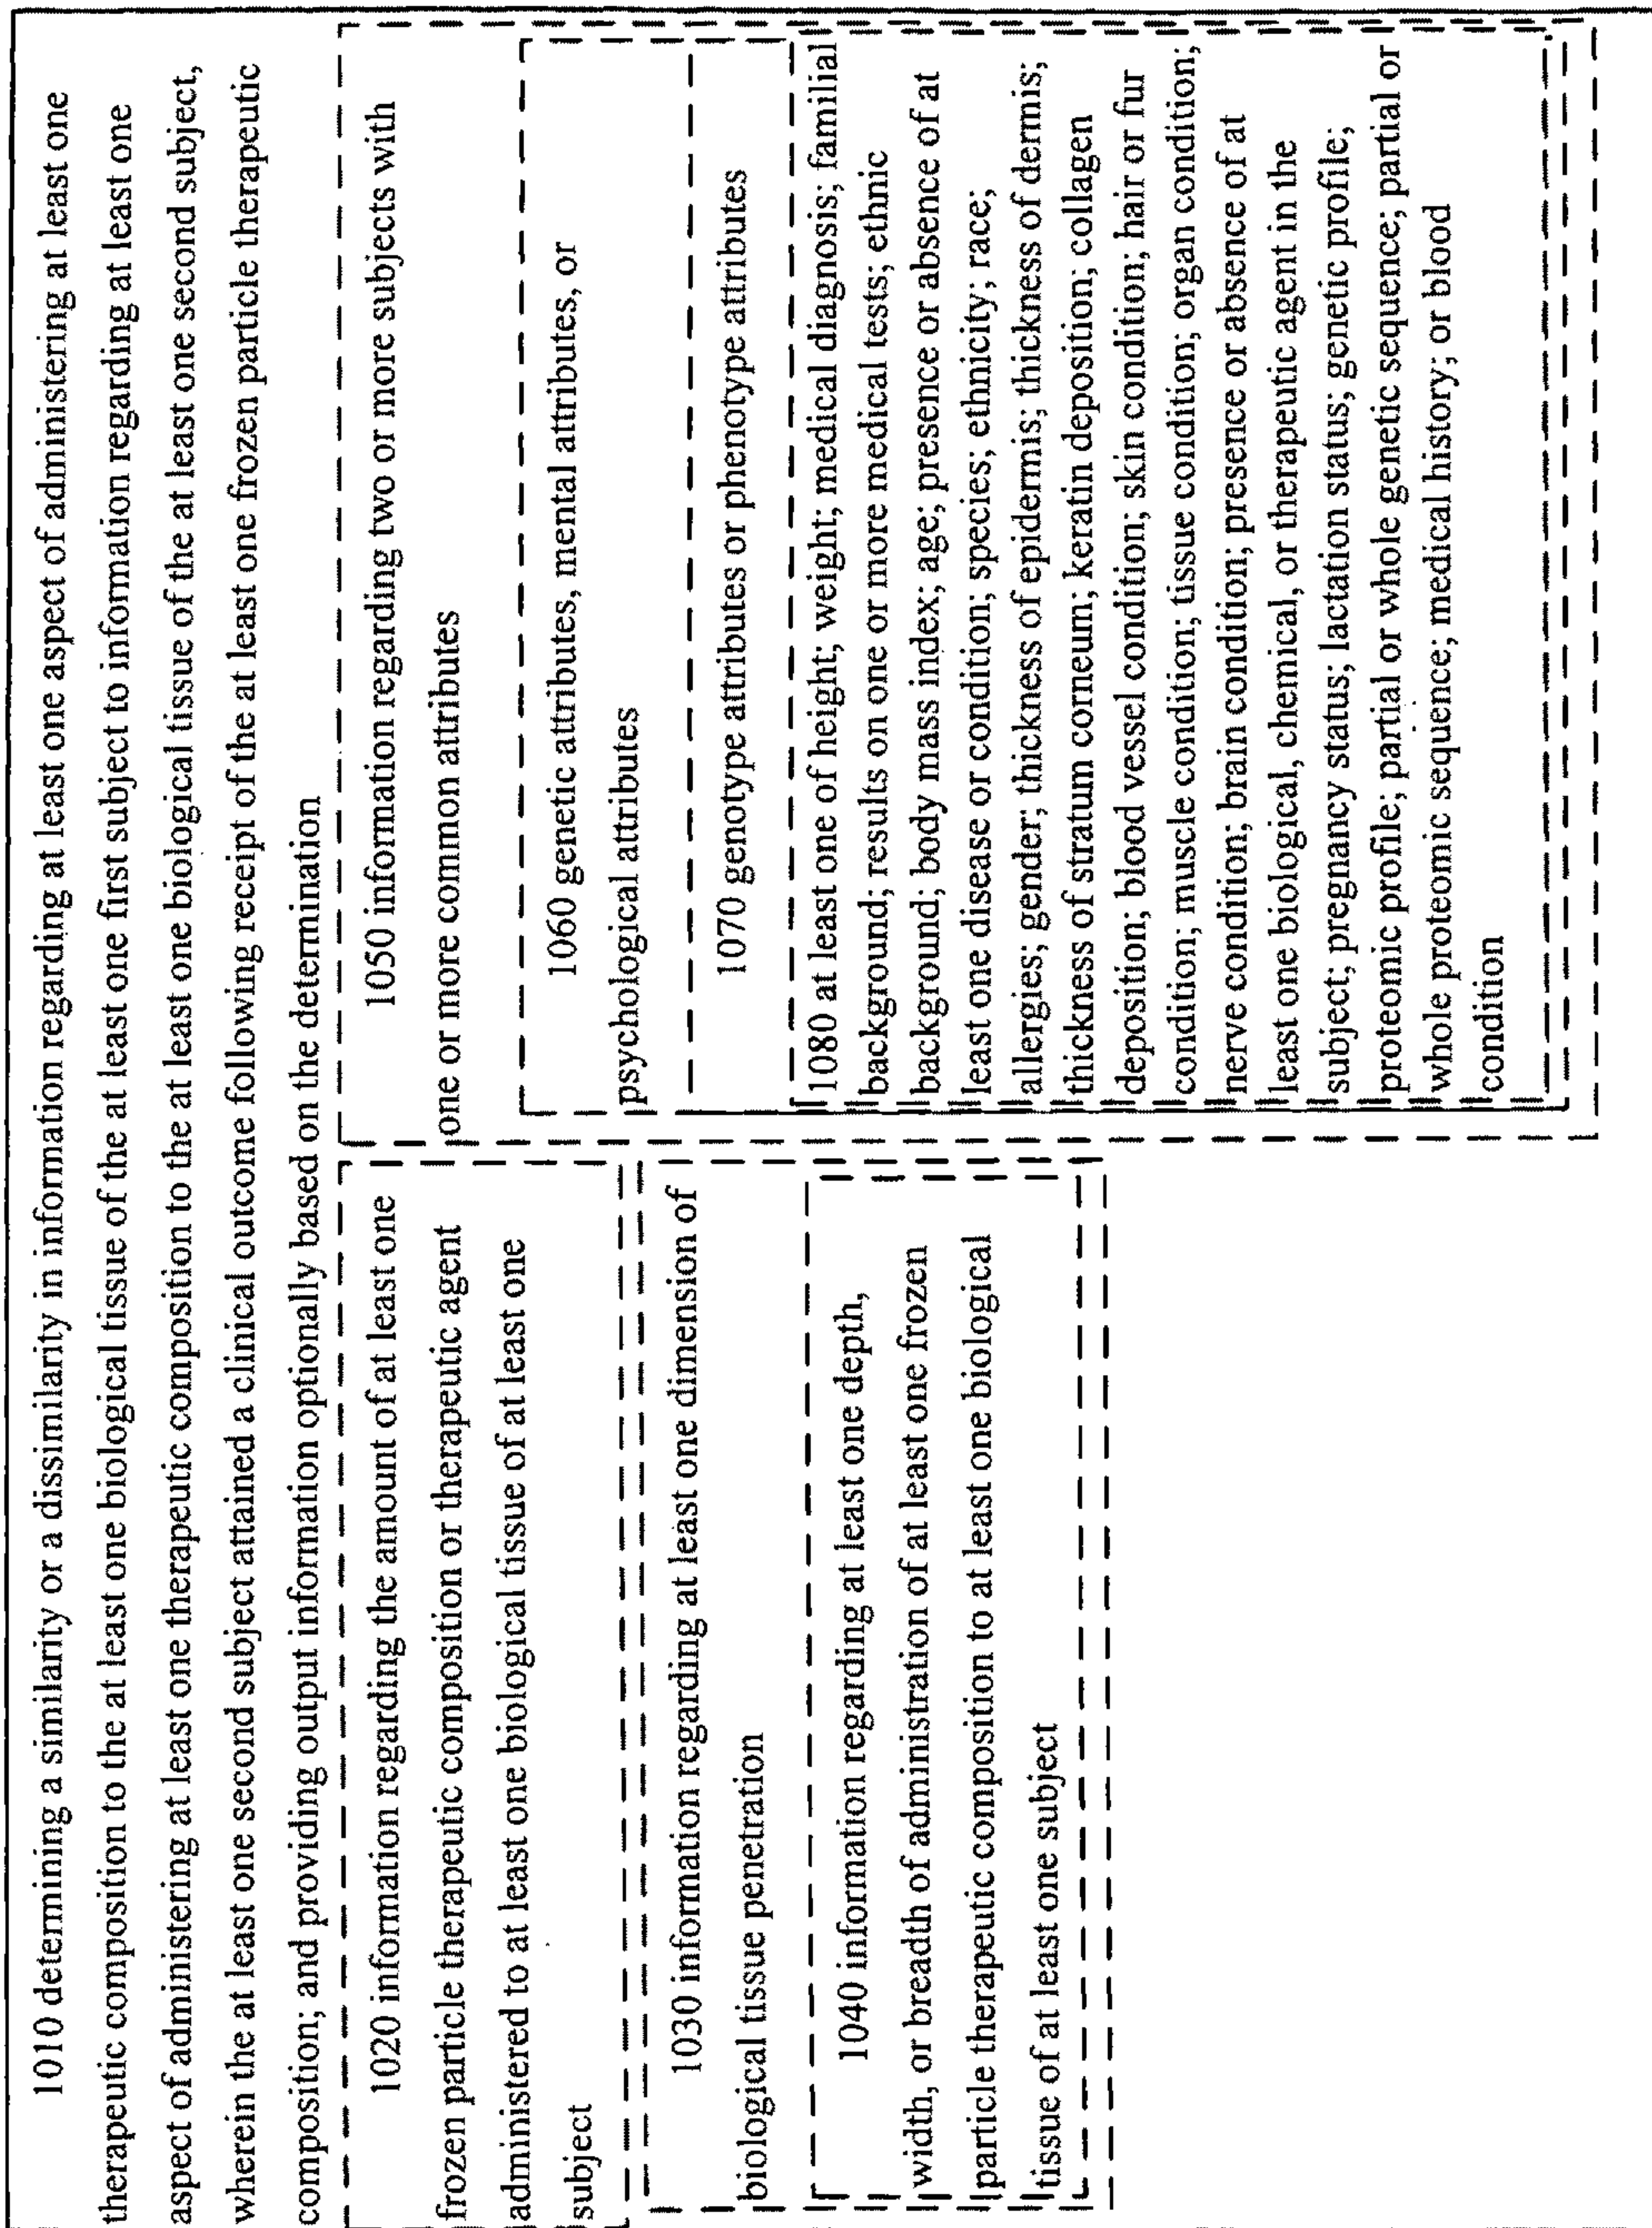 1010 determining a similarity or a dissimilarity in information regarding at least one aspect of administering at least one
therapeutic composition to the at least one biological tissue of the at least one first subject to information regarding at least one
aspect of administering at least one therapeutic composition to the at least one biological tissue of the at least one second subject,
wherein the at least one second subject attained a clinical outcome following receipt of the at least one frozen particle therapeutic
composition; and providing output information optionally based on the determination
1020 information regarding the amount of at least one
frozen particle therapeutic composition or therapeutic agent
administered to at least one biological tissue of at least one
subject
1030 information regarding at least one dimension of
biological tissue penetration
1040 information regarding at least one depth,
width, or breadth of administration of at least one frozen
particle therapeutic composition to at least one biological
tissue of at least one subject
1050 information regarding two or more subjects with
one or more common attributes
1060 genetic attributes, mental attributes, or
psychological attributes
1070 genotype attributes or phenotype attributes
1080 at least one of height; weight; medical diagnosis; familial
background; results on one or more medical tests; ethnic
background; body mass index; age; presence or absence of at
least one disease or condition; species; ethnicity; race;
allergies; gender; thickness of epidermis; thickness of dermis;
thickness of stratum corneum; keratin deposition; collagen
deposition; blood vessel condition; skin condition; hair or fur
condition; muscle condition; tissue condition; organ condition;
nerve condition; brain condition; presence or absence of at
least one biological, chemical, or therapeutic agent in the
subject; pregnancy status; lactation status; genetic profile;
proteomic profile; partial or whole genetic sequence; partial or
whole proteomic sequence; medical history; or blood
condition